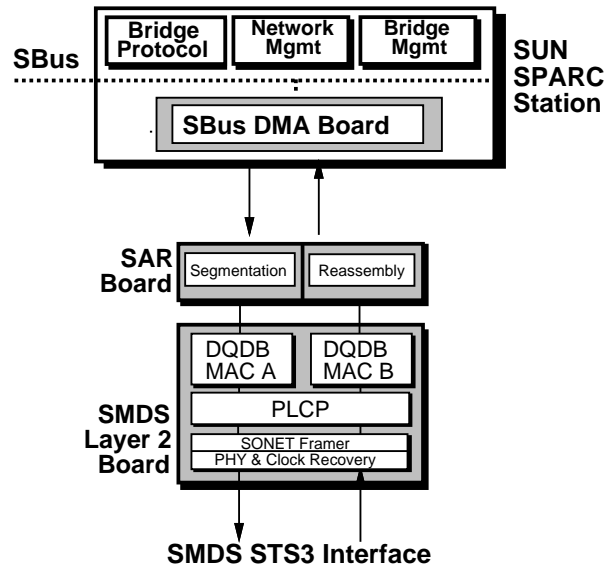 Bridge
Protocol
Network
Mgmt
Bridge
Mgmt
SBus
SUN
SPARC
Station
SBus DMA Board
SAR
Board
Segmentation
Reassembly
DQDB
MAC A
DQDB
MAC B
PLCP
SMDS
Layer 2
Board
SONET Framer
PHY & Clock Recovery
SMDS STS3 Interface